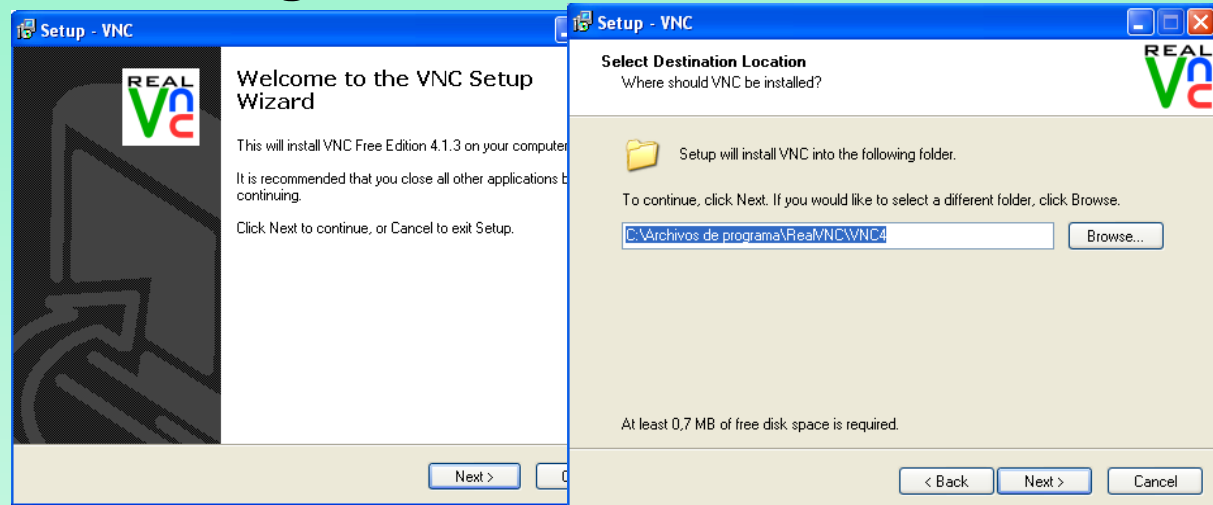 Setup - VNC
REAL
VNC
Welcome to the VNC Setup
Wizard
This will install VNC Free Edition 4.1.3 on your computer
It is recommended that you close all other applications
continuing.
Click Next to continue, or Cancel to exit Setup.
Next >
Setup - VNC
Select Destination Location
Where should VNC be installed?
REAL
VNC
Setup will install VNC into the following folder.
To continue, click Next. If you would like to select a different folder, click Browse.
C:\Archivos de programa\RealVNC\VNC4
Browse...
At least 0,7 MB of free disk space is required.
< Back
Next >
Cancel